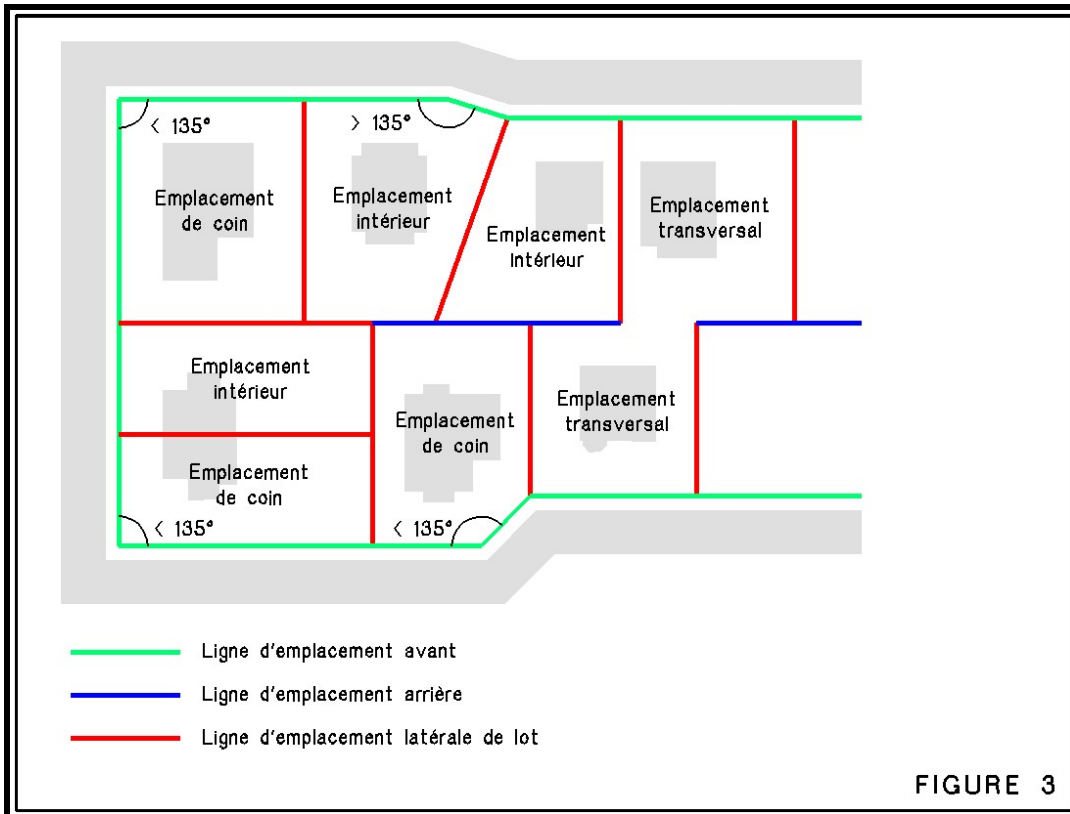 < 135°
> 135°
Emplacement
de coin
Emplacement
intérieur
Emplacement
intérieur
Emplacement
transversal
Emplacement
intérieur
Emplacement
de coin
Emplacement
transversal
Emplacement
de coin
< 135°
< 135°
Ligne d'emplacement avant
Ligne d'emplacement arrière
Ligne d'emplacement latérale de lot
FIGURE 3